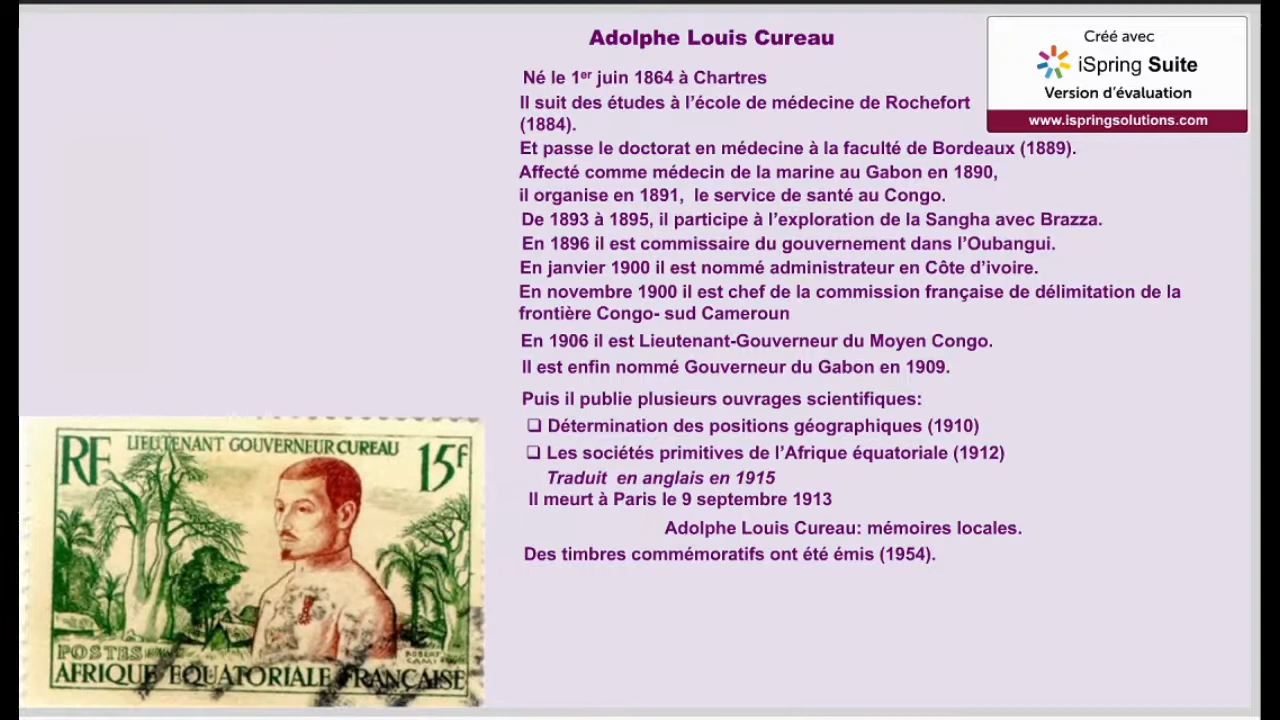 Adolphe Louis Cureau
Créé avec
iSpring Suite
Version d'évaluation
www.ispringsolutions.com
Né le 1er juin 1864 à Chartres
Il suit des études à l'école de médecine de Rochefort
(1884).
Et passe le doctorat en médecine à la faculté de Bordeaux (1889).
Affecté comme médecin de la marine au Gabon en 1890,
il organise en 1891, le service de santé au Congo.
De 1893 à 1895, il participe à l'exploration de la Sangha avec Brazza.
En 1896 il est commissaire du gouvernement dans l'Oubangui.
En janvier 1900 il est nommé administrateur en Côte d'ivoire.
En novembre 1900 il est chef de la commission française de délimitation de la
frontière Congo- sud Cameroun
En 1906 il est Lieutenant-Gouverneur du Moyen Congo.
Il est enfin nommé Gouverneur du Gabon en 1909.
Puis il publie plusieurs ouvrages scientifiques:
❑ Détermination des positions géographiques (1910)
❑ Les sociétés primitives de l'Afrique équatoriale (1912)
Traduit en anglais en 1915
Il meurt à Paris le 9 septembre 1913
Adolphe Louis Cureau: mémoires locales.
Des timbres commémoratifs ont été émis (1954).
RF LIEUTENANT GOUVERNEUR CUREAU 15F
POSTES
ROBERT
AFRIQUE EQUATORIALE FRANÇAISE